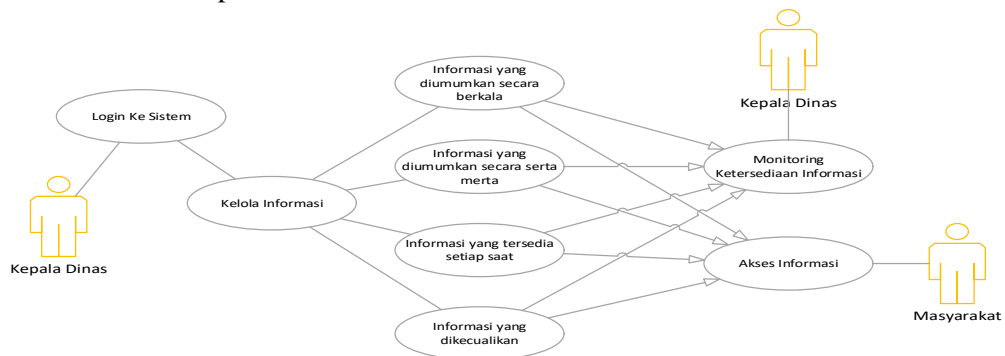 Informasi yang
diumumkan secara
berkala
Kepala Dinas
Login Ke Sistem
Informasi yang
diumumkan secara serta
merta
Monitoring
Ketersediaan Informasi
Kelola Informasi
Kepala Dinas
Informasi yang tersedia
setiap saat
Akses Informasi
Masyarakat
Informasi yang
dikecualikan